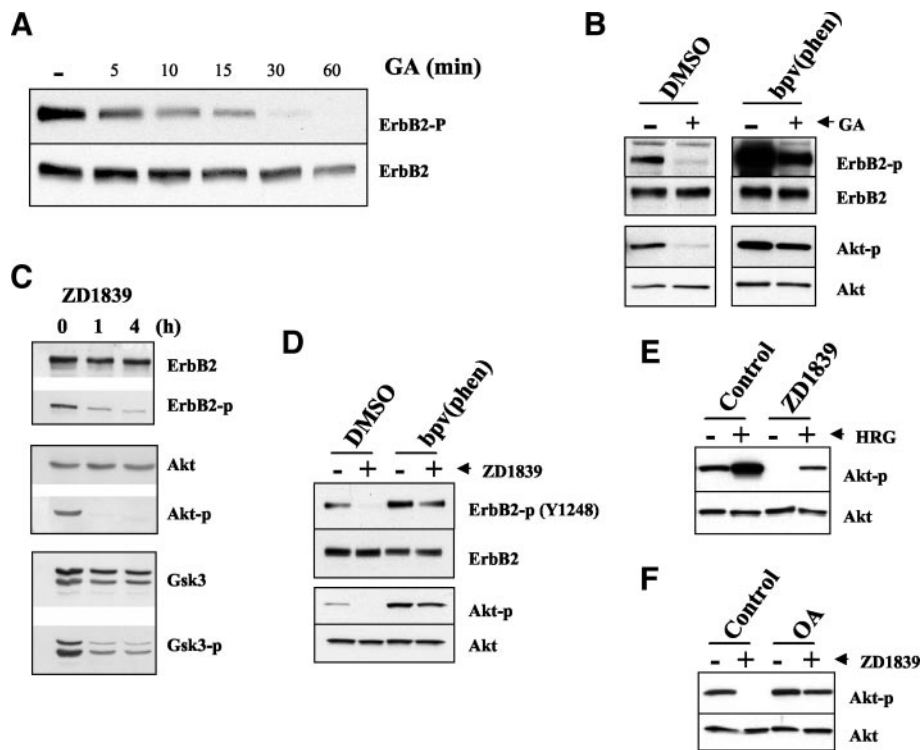 A
- 5 10 15 30 60 GA (min)
ErbB2-P
ErbB2
B
DMSO bpv(phen)
- + - + GA
ErbB2-p
ErbB2
Akt-p
Akt
C
ZD1839
0 1 4 (h)
ErbB2
ErbB2-p
Akt
Akt-p
Gsk3
Gsk3-p
D
DMSO bpv(phen)
- + - + ZD1839
ErbB2-p (Y1248)
ErbB2
Akt-p
Akt
E
Control ZD1839
- + - + HRG
Akt-p
Akt
F
Control OA
- + - + ZD1839
Akt-p
Akt